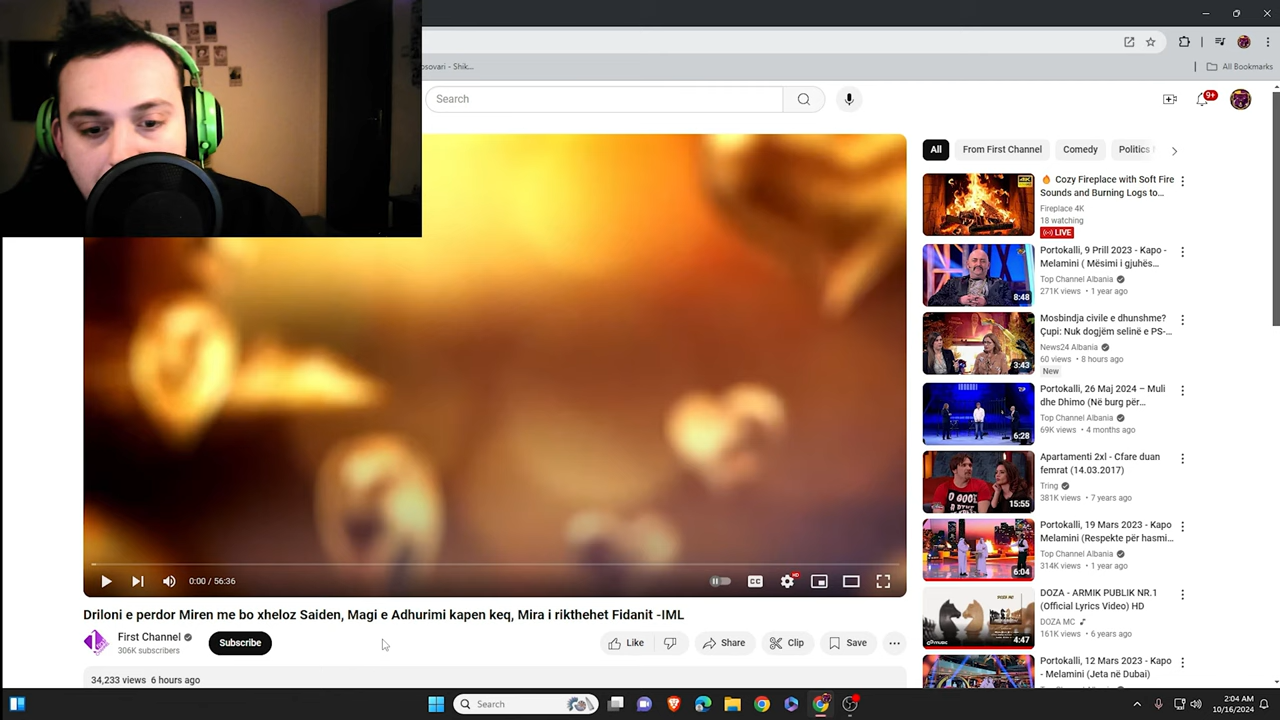 osovari - Shik...
All Bookmarks
Search
9+
All
From First Channel
Comedy
Politics
🔥 Cozy Fireplace with Soft Fire
Sounds and Burning Logs to...
Fireplace 4K
18 watching
LIVE
4K
Portokalli, 9 Prill 2023 - Kapo -
Melamini ( Mësimi i gjuhës...
Top Channel Albania
271K views • 1 year ago
8:48
Mosbindja civile e dhunshme?
Çupi: Nuk dogjëm selinë e PS-...
News24 Albania
60 views • 8 hours ago
New
3:43
Portokalli, 26 Maj 2024 – Muli
dhe Dhimo (Në burg për...
Top Channel Albania
69K views • 4 months ago
6:28
Apartamenti 2xl - Cfare duan
femrat (14.03.2017)
Tring
381K views • 7 years ago
15:55
Portokalli, 19 Mars 2023 - Kapo
Melamini (Respekte për hasmi...
Top Channel Albania
314K views • 1 year ago
6:04
DOZA - ARMIK PUBLIK NR.1
(Official Lyrics Video) HD
DOZA MC
161K views • 6 years ago
4:47
Portokalli, 12 Mars 2023 - Kapo
- Melamini (Jeta në Dubai)
Top Channel Albania
0:00 / 56:36
CC
HD
Driloni e perdor Miren me bo xheloz Saiden, Magi e Adhurimi kapen keq, Mira i rikthehet Fidanit -IML
First Channel
306K subscribers
Subscribe
Like
Share
Clip
Save
34,233 views 6 hours ago
Search
2:04 AM
10/16/2024